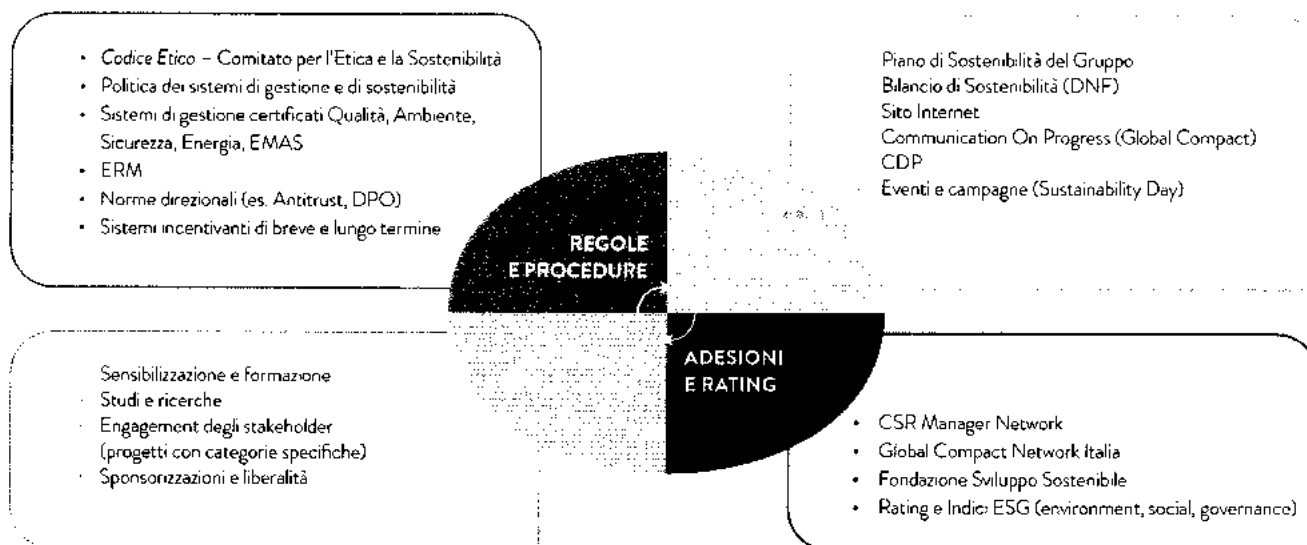 • Codice Etico – Comitato per l'Etica e la Sostenibilità
• Politica dei sistemi di gestione e di sostenibilità
• Sistemi di gestione certificati Qualità, Ambiente,
Sicurezza, Energia, EMAS
• ERM
• Norme direzionali (es. Antitrust, DPO)
• Sistemi incentivanti di breve e lungo termine
Piano di Sostenibilità del Gruppo
Bilancio di Sostenibilità (DNF)
Sito Internet
Communication On Progress (Global Compact)
CDP
Eventi e campagne (Sustainability Day)
REGOLE
E PROCEDURE
ADESIONI
E RATING
Sensibilizzazione e formazione
· Studi e ricerche
· Engagement degli stakeholder
(progetti con categorie specifiche)
· Sponsorizzazioni e liberalità
• CSR Manager Network
• Global Compact Network Italia
• Fondazione Sviluppo Sostenibile
• Rating e Indici ESG (environment, social, governance)